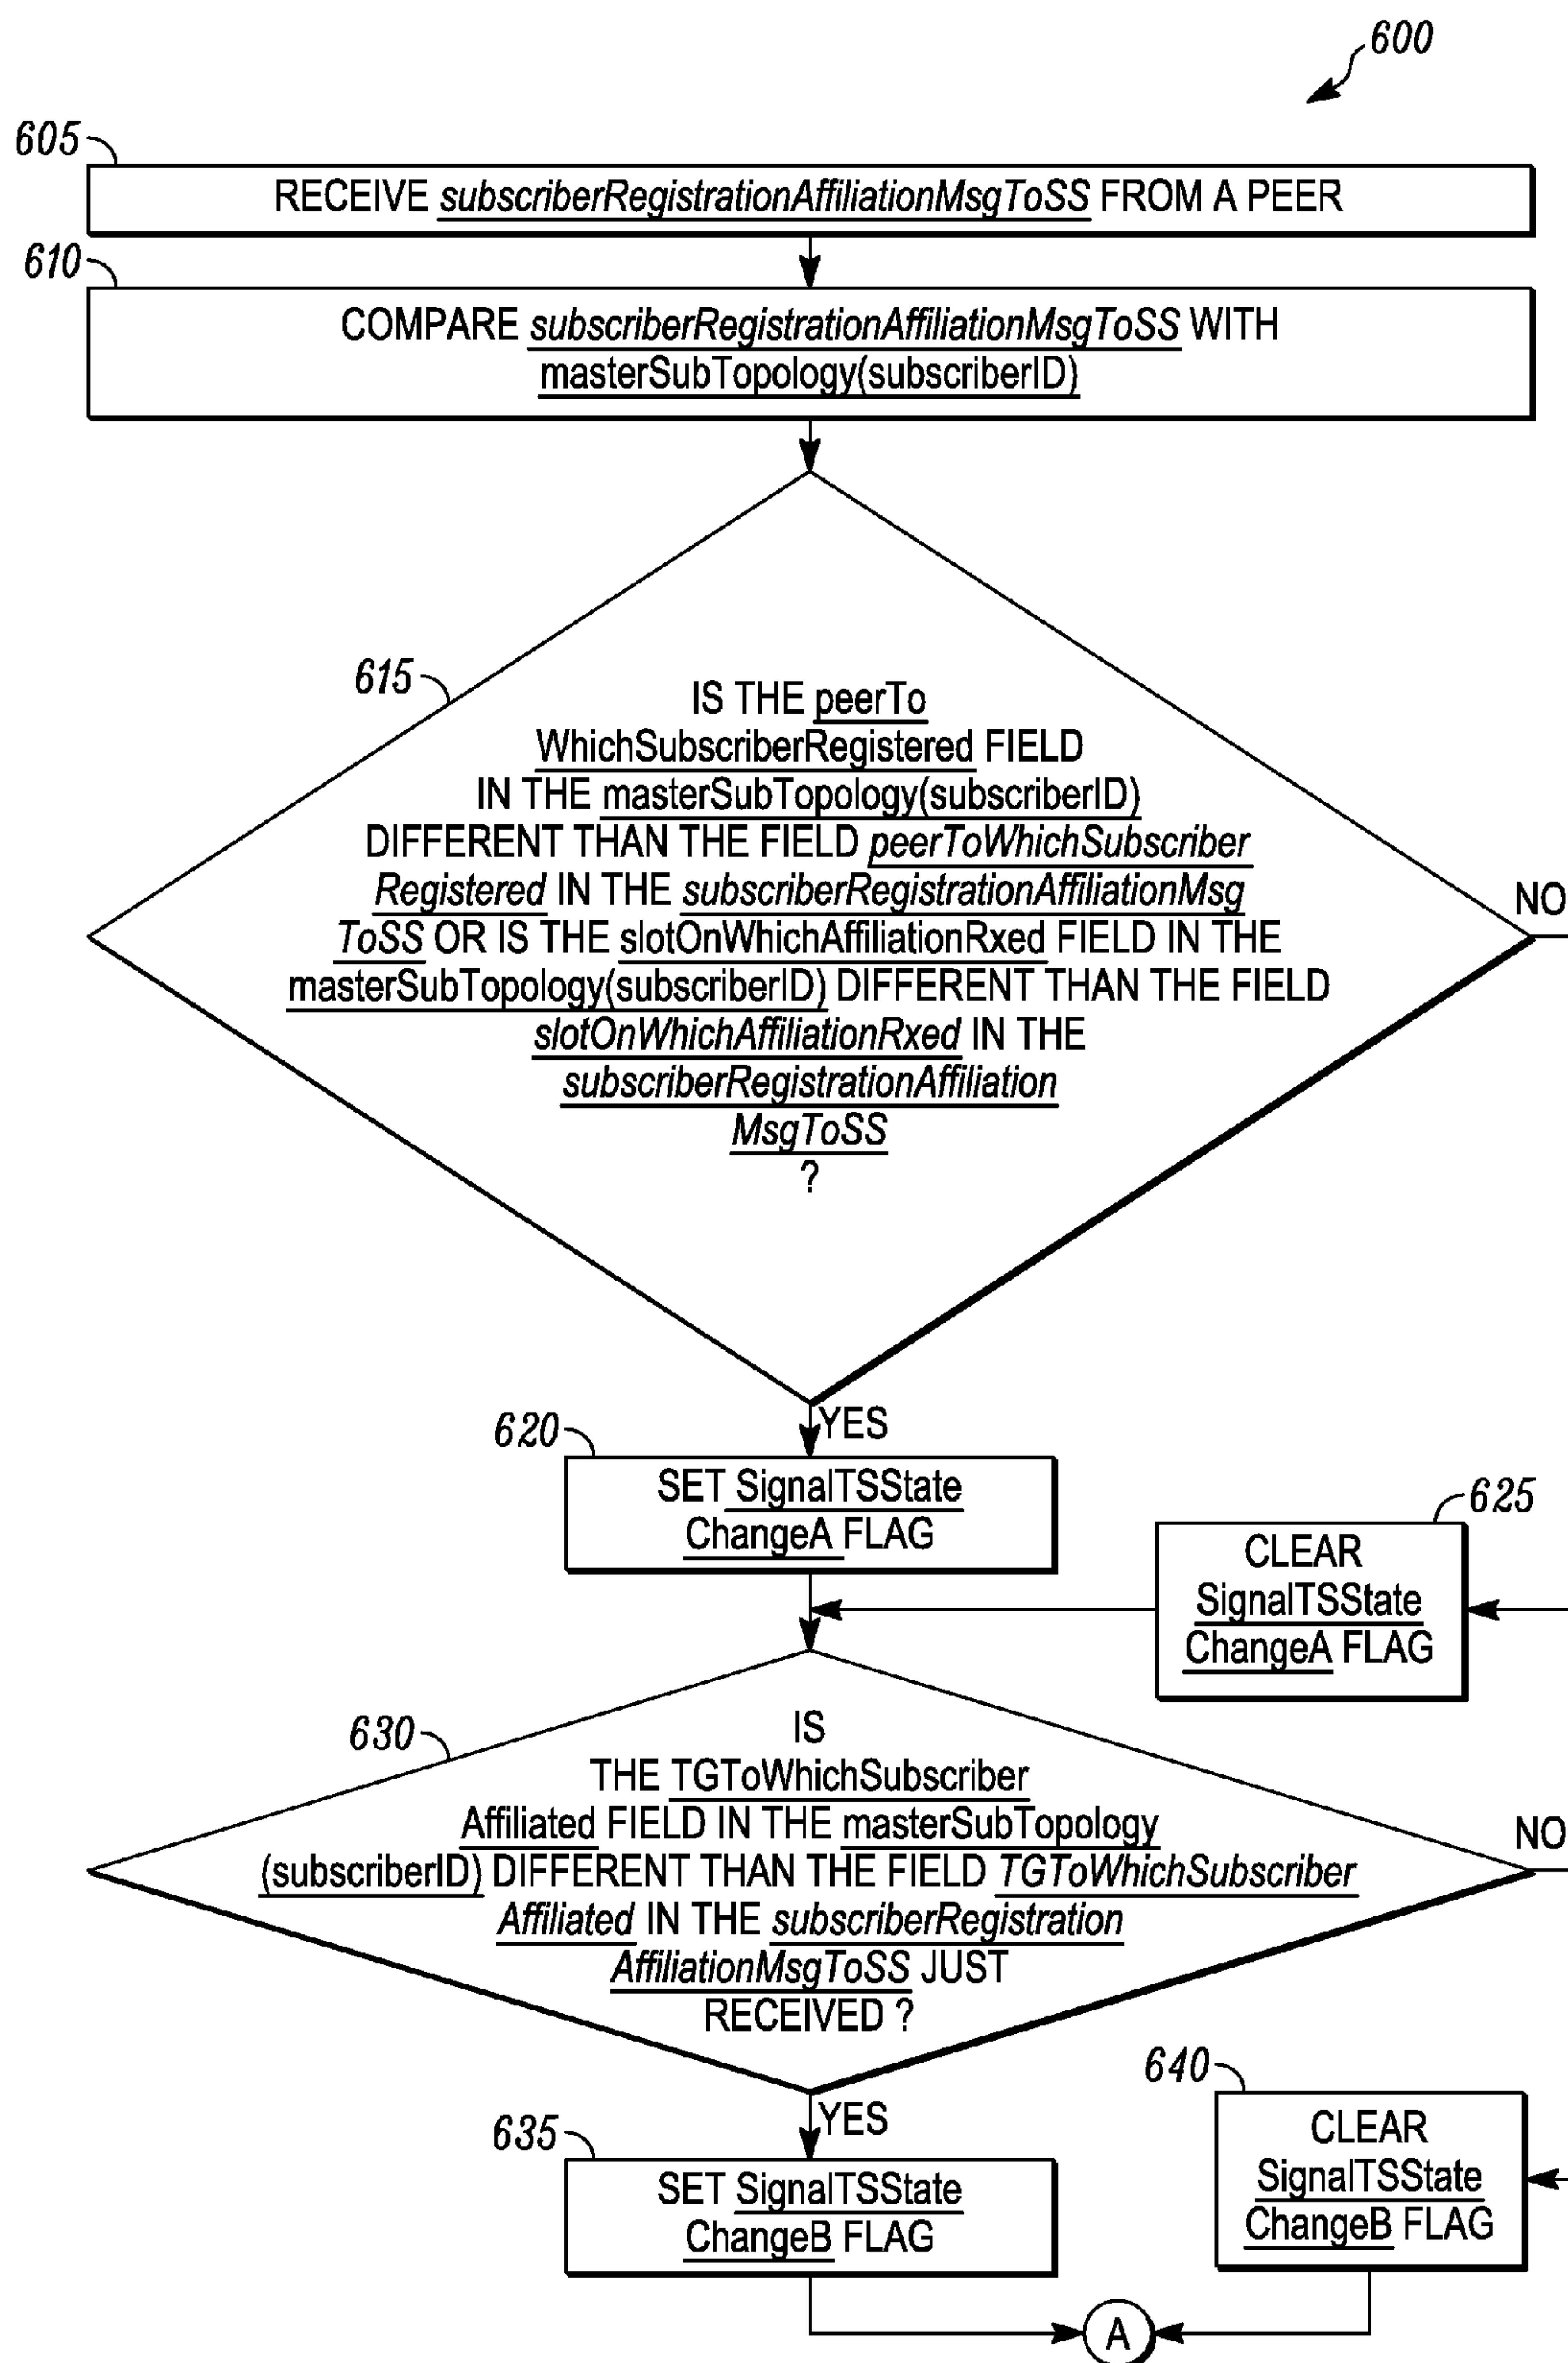 600
605
RECEIVE subscriberRegistrationAffiliationMsgToSS FROM A PEER
610
COMPARE subscriberRegistrationAffiliationMsgToSS WITH
masterSubTopology(subscriberID)
615
IS THE peerTo
WhichSubscriberRegistered FIELD
IN THE masterSubTopology(subscriberID)
DIFFERENT THAN THE FIELD peerToWhichSubscriber
Registered IN THE subscriberRegistrationAffiliationMsg
ToSS OR IS THE slotOnWhichAffiliationRxed FIELD IN THE
masterSubTopology(subscriberID) DIFFERENT THAN THE FIELD
slotOnWhichAffiliationRxed IN THE
subscriberRegistrationAffiliation
MsgToSS
?
NO
YES
620
SET SignalTSState
ChangeA FLAG
625
CLEAR
SignalTSState
ChangeA FLAG
630
IS
THE TGToWhichSubscriber
Affiliated FIELD IN THE masterSubTopology
(subscriberID) DIFFERENT THAN THE FIELD TGToWhichSubscriber
Affiliated IN THE subscriberRegistration
AffiliationMsgToSS JUST
RECEIVED ?
NO
YES
635
SET SignalTSState
ChangeB FLAG
640
CLEAR
SignalTSState
ChangeB FLAG
A